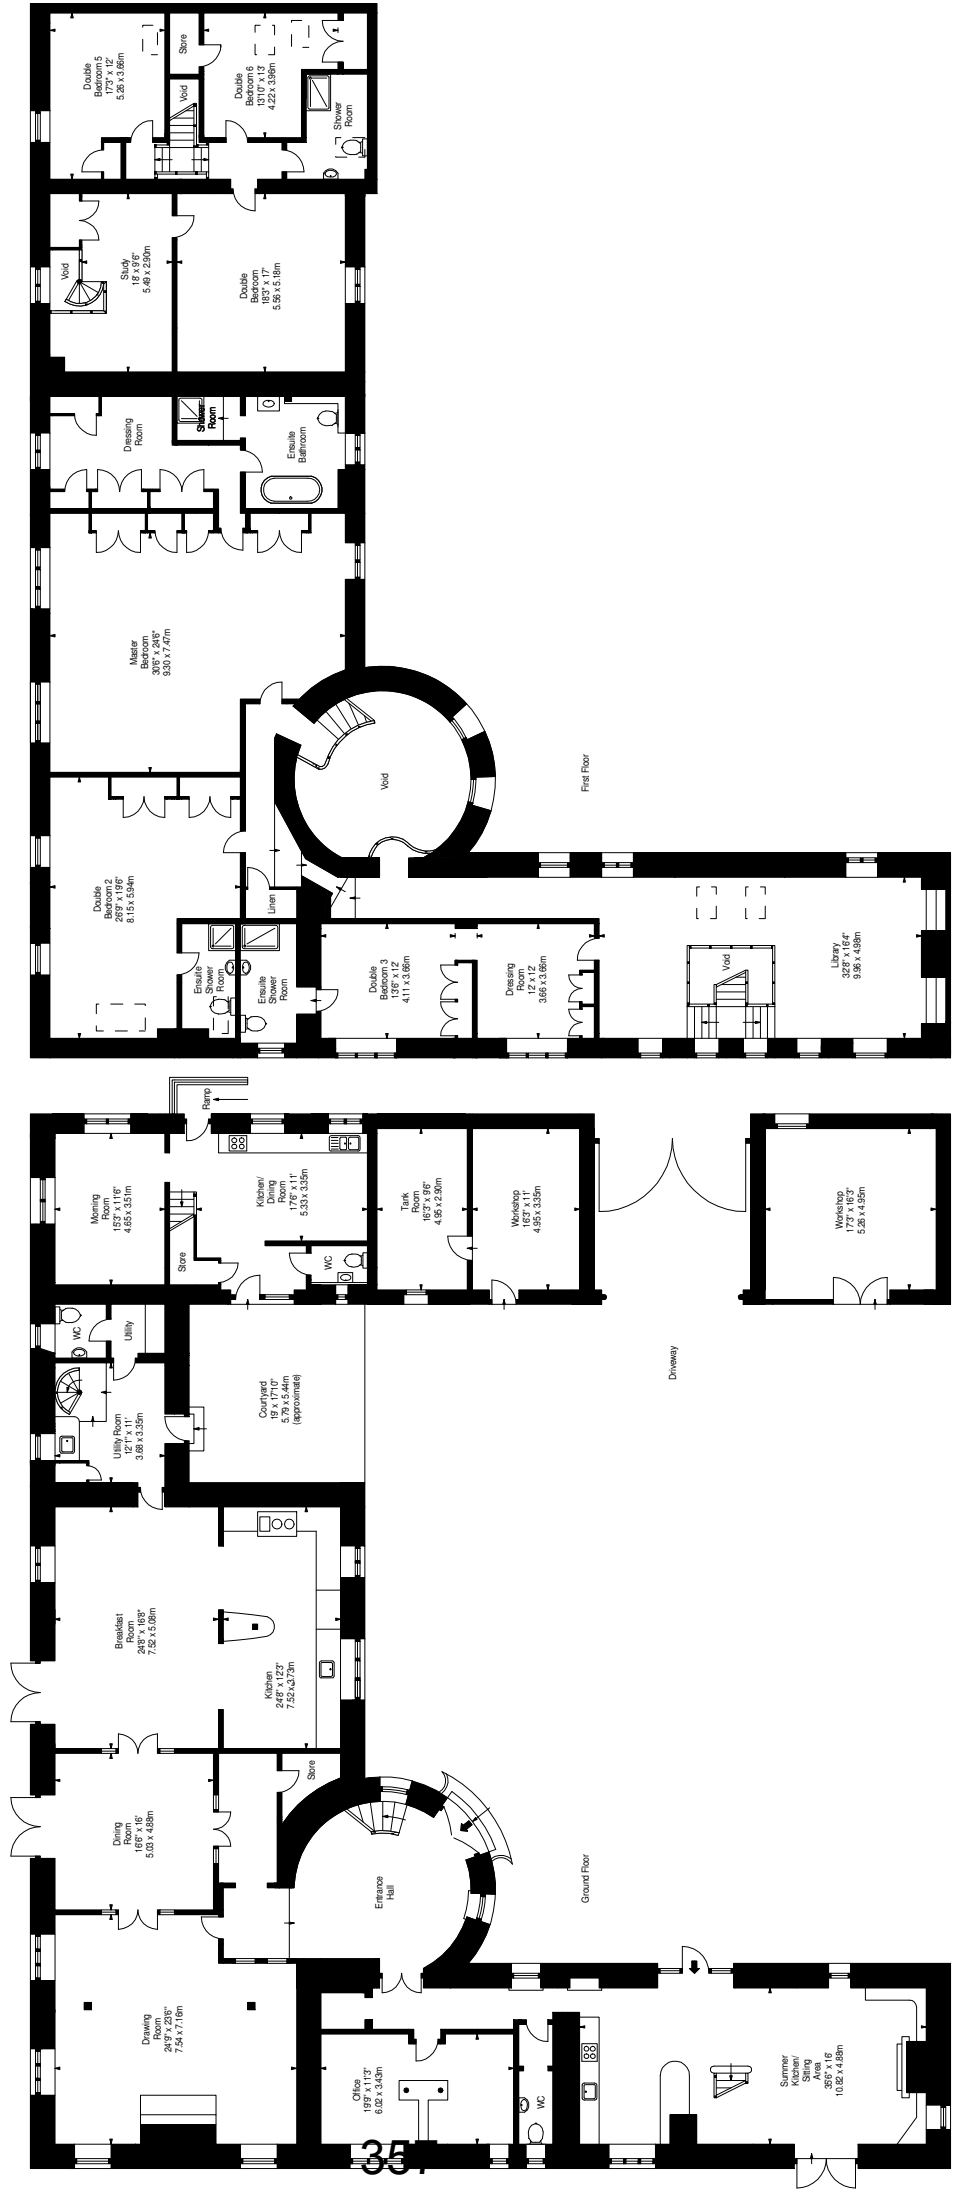 Double
Bedroom 5
17'3" x 12'
5.26 x 3.66m
Store
Void
Double
Bedroom 6
13'10" x 13'
4.22 x 3.96m
Shower
Room
Void
Study
18' x 9'6"
5.49 x 2.90m
Double
Bedroom
18'3" x 17'
5.56 x 5.18m
Dressing
Room
Shower
Room
Ensuite
Bathroom
Master
Bedroom
30'6" x 24'6"
9.30 x 7.47m
Void
First Floor
Double
Bedroom 2
26'9" x 19'6"
8.15 x 5.94m
Linen
Ensuite
Shower
Room
Ensuite
Shower
Room
Double
Bedroom 3
13'6" x 12'
4.11 x 3.66m
Dressing
Room
12' x 12'
3.66 x 3.66m
Void
Library
32'8" x 16'4"
9.96 x 4.98m
Ramp
Morning
Room
15'3" x 11'6"
4.65 x 3.51m
Store
Kitchen/
Dining
Room
17'6" x 11'
5.33 x 3.35m
WC
Tank
Room
16'3" x 9'6"
4.95 x 2.90m
Workshop
16'3" x 11'
4.95 x 3.35m
Workshop
17'3" x 16'3"
5.26 x 4.95m
WC
Utility
Utility Room
12'1" x 11'
3.68 x 3.35m
Courtyard
19' x 17'10"
5.79 x 5.44m
(approximate)
Driveway
Breakfast
Room
24'8" x 16'8"
7.52 x 5.08m
Kitchen
24'8" x 12'3"
7.52 x 3.73m
Dining
Room
16'6" x 16'
5.03 x 4.88m
Store
Entrance
Hall
Ground Floor
Drawing
Room
24'9" x 23'6"
7.54 x 7.16m
Office
19'9" x 11'3"
6.02 x 3.43m
WC
Summer
Kitchen/
Sitting
Area
35'6" x 16'
10.82 x 4.88m
357